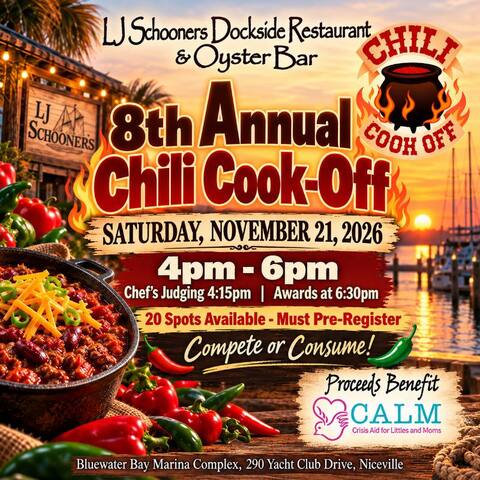 LJ Schooners Dockside Restaurant
& Oyster Bar
CHILI
COOK OFF
LJ
SCHOONER'S
8th Annual
Chili Cook-Off
SATURDAY, NOVEMBER 21, 2026
4pm - 6pm
Chef's Judging 4:15pm | Awards at 6:30pm
20 Spots Available - Must Pre-Register
Compete or Consume!
Proceeds Benefit
CALM
Crisis Aid for Littles and Moms
Bluewater Bay Marina Complex, 290 Yacht Club Drive, Niceville